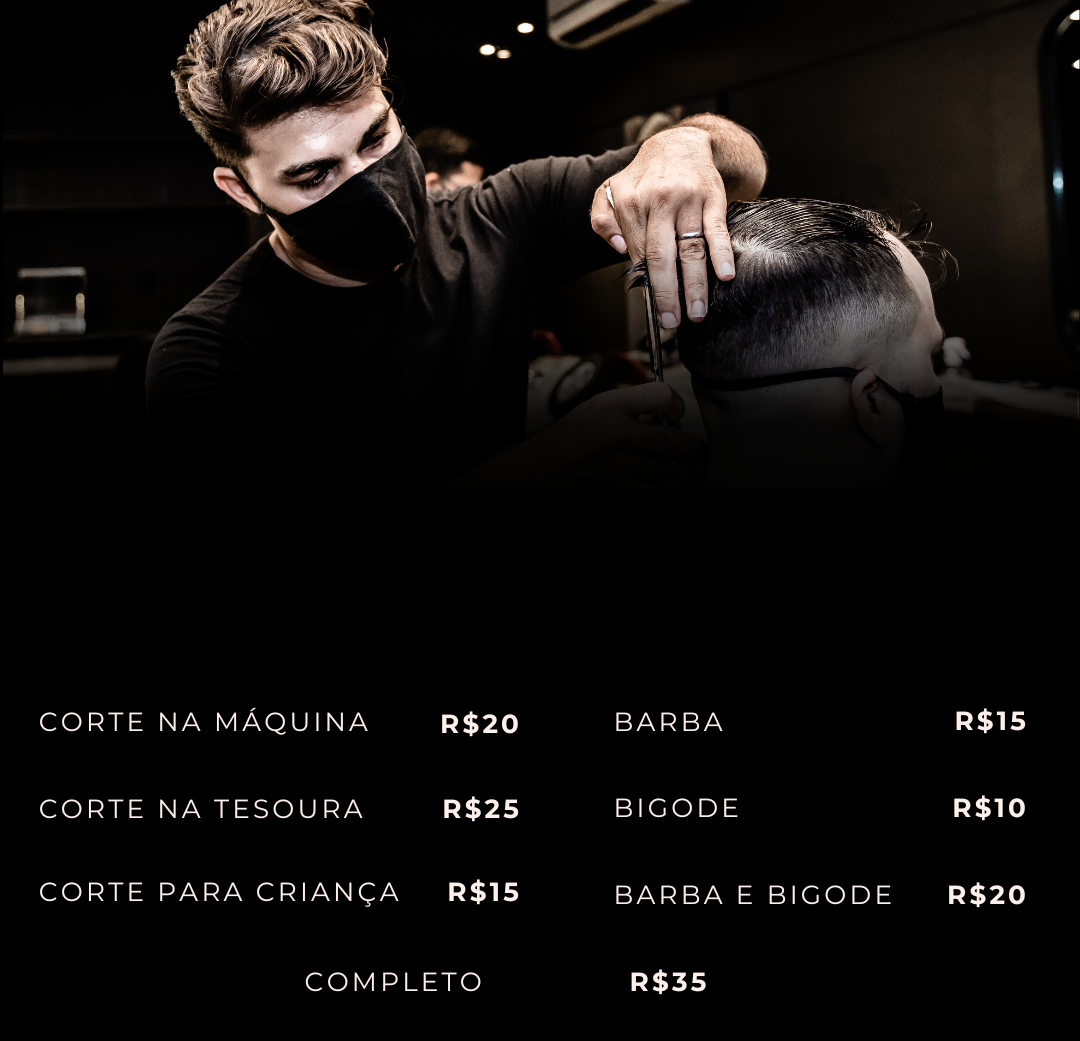 CORTE NA MÁQUINA R$20
CORTE NA TESOURA R$25
CORTE PARA CRIANÇA R$15
BARBA R$15
BIGODE R$10
BARBA E BIGODE R$20
COMPLETO R$35